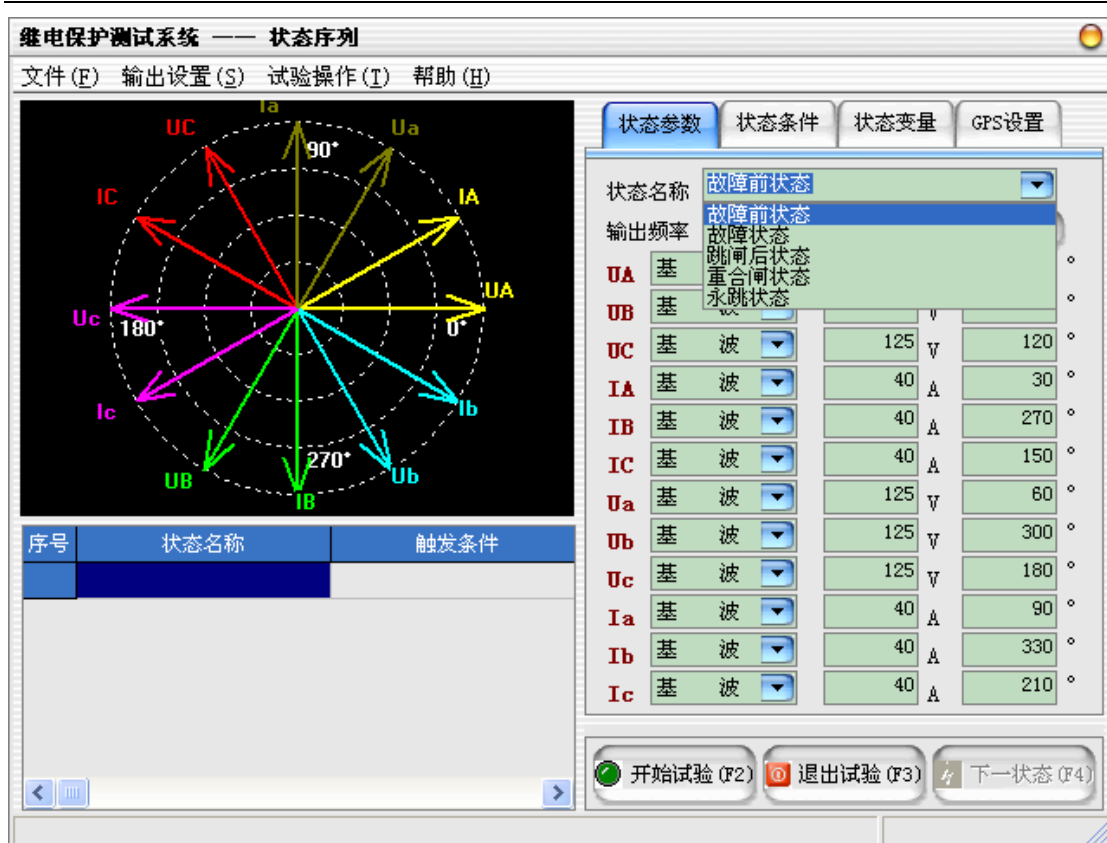 继电保护测试系统 —— 状态序列
文件(F) 输出设置(S) 试验操作(T) 帮助(H)
Ia
UC Ua
90°
IC IA
UA
Uc 180° 0°
Ic Ib
270°
UB Ub
IB
序号 状态名称 触发条件
状态参数 状态条件 状态变量 GPS设置
状态名称 故障前状态
故障前状态
故障状态
跳闸后状态
重合闸状态
永跳状态
输出频率
UA 基 °
UB 基 °
UC 基 波 125 V 120 °
IA 基 波 40 A 30 °
IB 基 波 40 A 270 °
IC 基 波 40 A 150 °
Ua 基 波 125 V 60 °
Ub 基 波 125 V 300 °
Uc 基 波 125 V 180 °
Ia 基 波 40 A 90 °
Ib 基 波 40 A 330 °
Ic 基 波 40 A 210 °
开始试验(F2) 退出试验(F3) 下一状态(F4)